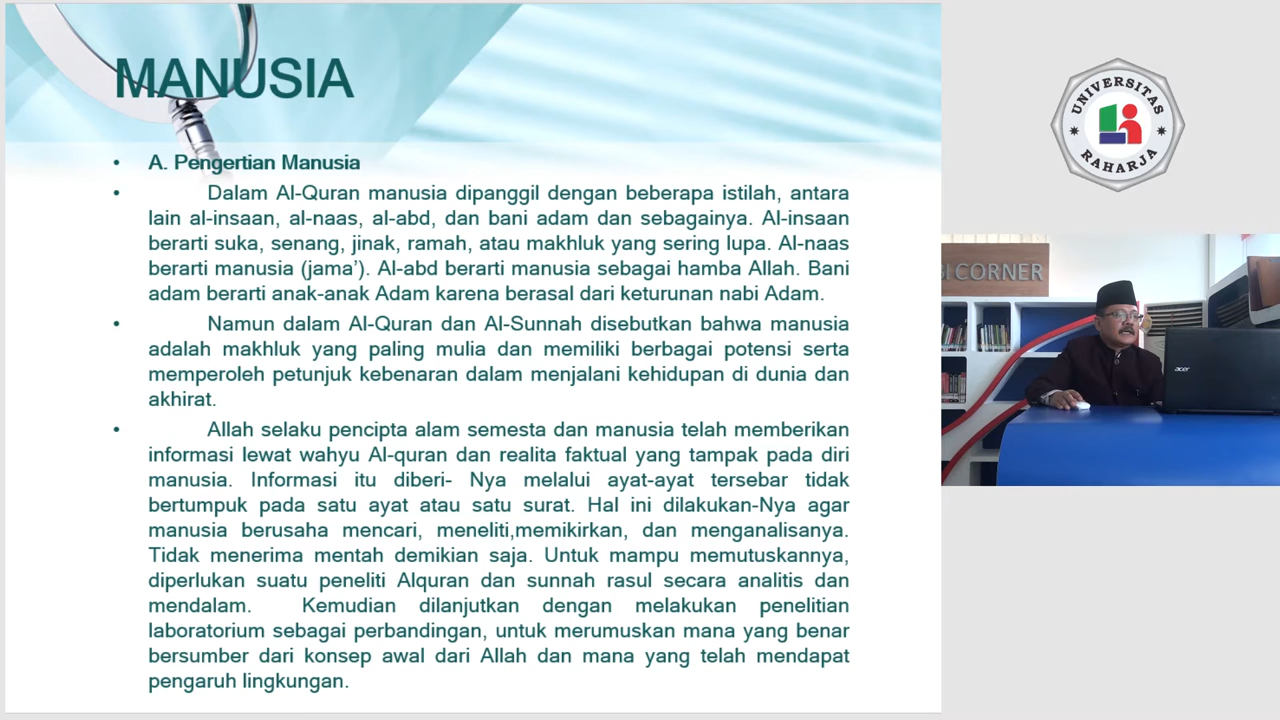 MANUSIA
• A. Pengertian Manusia
• Dalam Al-Quran manusia dipanggil dengan beberapa istilah, antara
lain al-insaan, al-naas, al-abd, dan bani adam dan sebagainya. Al-insaan
berarti suka, senang, jinak, ramah, atau makhluk yang sering lupa. Al-naas
berarti manusia (jama’). Al-abd berarti manusia sebagai hamba Allah. Bani
adam berarti anak-anak Adam karena berasal dari keturunan nabi Adam.
• Namun dalam Al-Quran dan Al-Sunnah disebutkan bahwa manusia
adalah makhluk yang paling mulia dan memiliki berbagai potensi serta
memperoleh petunjuk kebenaran dalam menjalani kehidupan di dunia dan
akhirat.
• Allah selaku pencipta alam semesta dan manusia telah memberikan
informasi lewat wahyu Al-quran dan realita faktual yang tampak pada diri
manusia. Informasi itu diberi- Nya melalui ayat-ayat tersebar tidak
bertumpuk pada satu ayat atau satu surat. Hal ini dilakukan-Nya agar
manusia berusaha mencari, meneliti,memikirkan, dan menganalisanya.
Tidak menerima mentah demikian saja. Untuk mampu memutuskannya,
diperlukan suatu peneliti Alquran dan sunnah rasul secara analitis dan
mendalam. Kemudian dilanjutkan dengan melakukan penelitian
laboratorium sebagai perbandingan, untuk merumuskan mana yang benar
bersumber dari konsep awal dari Allah dan mana yang telah mendapat
pengaruh lingkungan.
UNIVERSITAS
RAHARJA
CORNER
acer